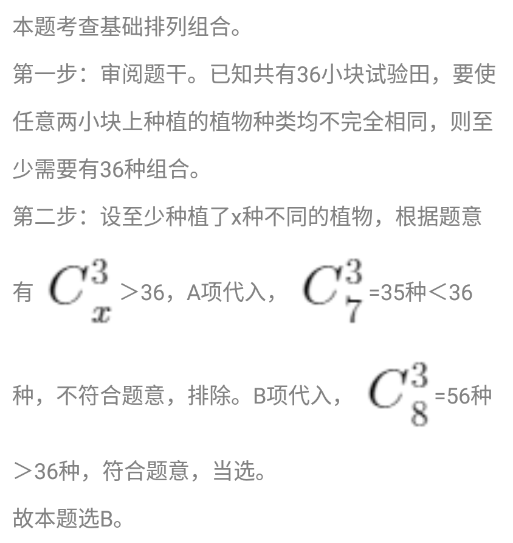 本题考查基础排列组合。
第一步：审阅题干。已知共有36小块试验田，要使
任意两小块上种植的植物种类均不完全相同，则至
少需要有36种组合。
第二步：设至少种植了x种不同的植物，根据题意
有 C_x^3 ＞36，A项代入， C_7^3 =35种＜36
种，不符合题意，排除。B项代入， C_8^3 =56种
＞36种，符合题意，当选。
故本题选B。